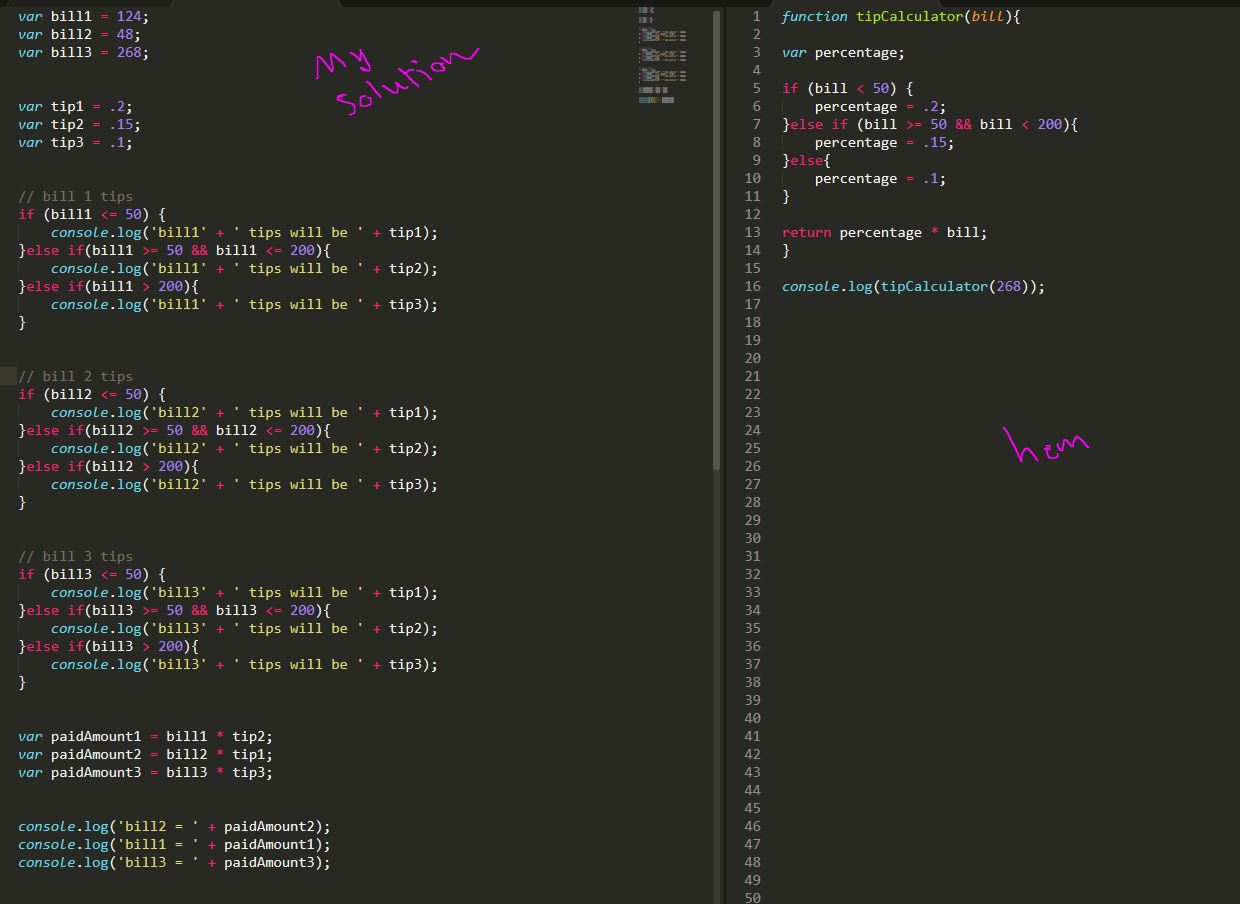 var bill1 = 124;
var bill2 = 48;
var bill3 = 268;
My
Solution
var tip1 = .2;
var tip2 = .15;
var tip3 = .1;
// bill 1 tips
if (bill1 <= 50) {
console.log('bill1' + ' tips will be ' + tip1);
}else if(bill1 >= 50 && bill1 <= 200){
console.log('bill1' + ' tips will be ' + tip2);
}else if(bill1 > 200){
console.log('bill1' + ' tips will be ' + tip3);
}
// bill 2 tips
if (bill2 <= 50) {
console.log('bill2' + ' tips will be ' + tip1);
}else if(bill2 >= 50 && bill2 <= 200){
console.log('bill2' + ' tips will be ' + tip2);
}else if(bill2 > 200){
console.log('bill2' + ' tips will be ' + tip3);
}
// bill 3 tips
if (bill3 <= 50) {
console.log('bill3' + ' tips will be ' + tip1);
}else if(bill3 >= 50 && bill3 <= 200){
console.log('bill3' + ' tips will be ' + tip2);
}else if(bill3 > 200){
console.log('bill3' + ' tips will be ' + tip3);
}
var paidAmount1 = bill1 * tip2;
var paidAmount2 = bill2 * tip1;
var paidAmount3 = bill3 * tip3;
console.log('bill2 = ' + paidAmount2);
console.log('bill1 = ' + paidAmount1);
console.log('bill3 = ' + paidAmount3);
1 function tipCalculator(bill){
2
3 var percentage;
4
5 if (bill < 50) {
6 percentage = .2;
7 }else if (bill >= 50 && bill < 200){
8 percentage = .15;
9 }else{
10 percentage = .1;
11 }
12
13 return percentage * bill;
14 }
15
16 console.log(tipCalculator(268));
17
18
19
20
21
22
23
24
25
26
27
28
29
30
31
32
33
34
35
36
37
38
39
40
41
42
43
44
45
46
47
48
49
50